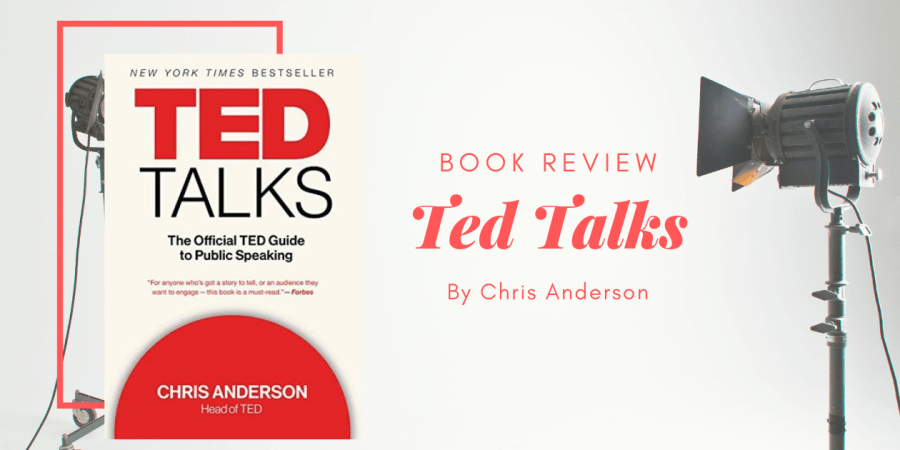 NEW YORK TIMES BESTSELLER
TED
TALKS
The Official TED Guide
to Public Speaking
"For anyone who's got a story to tell, or an audience they
want to engage—this book is a must-read."—Forbes
CHRIS ANDERSON
Head of TED
BOOK REVIEW
Ted Talks
By Chris Anderson